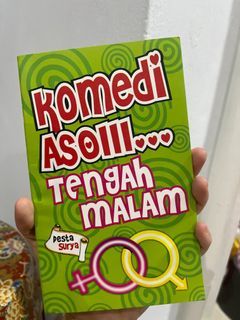 Komedi
ASOIII...
Tengah
MALAM
Pesta
Surya